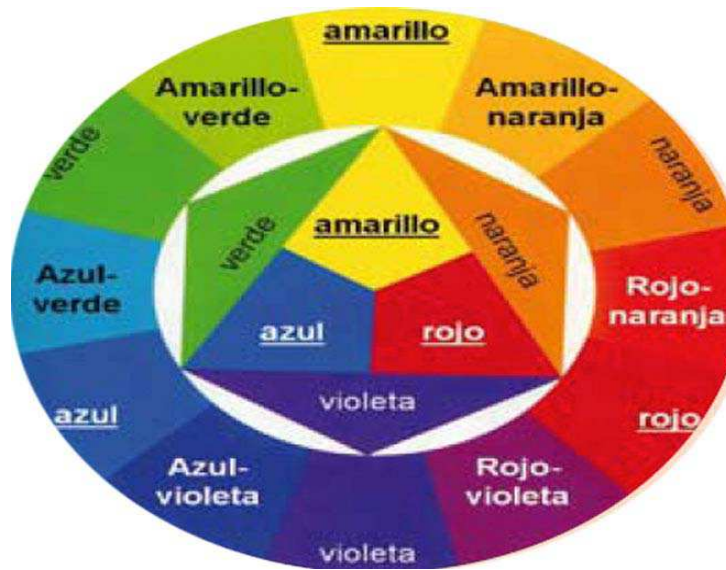 amarillo
Amarillo-
verde
Amarillo-
naranja
verde
naranja
amarillo
verde
naranja
Azul-
verde
Rojo-
naranja
azul
rojo
azul
rojo
violeta
Azul-
violeta
Rojo-
violeta
violeta